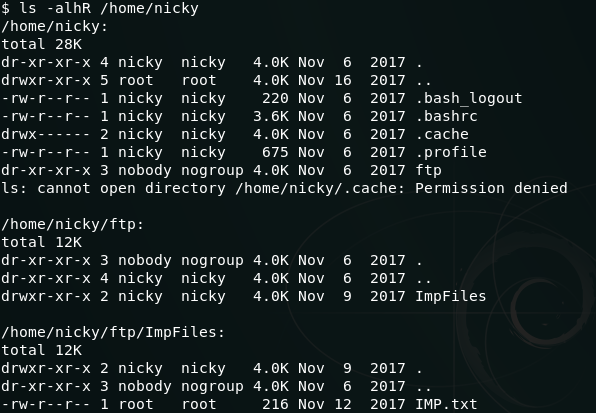 $ ls -alhR /home/nicky
/home/nicky:
total 28K
dr-xr-xr-x 4 nicky  nicky   4.0K Nov  6  2017 .
drwxr-xr-x 5 root   root    4.0K Nov 16  2017 ..
-rw-r--r-- 1 nicky  nicky    220 Nov  6  2017 .bash_logout
-rw-r--r-- 1 nicky  nicky   3.6K Nov  6  2017 .bashrc
drwx------ 2 nicky  nicky   4.0K Nov  6  2017 .cache
-rw-r--r-- 1 nicky  nicky    675 Nov  6  2017 .profile
dr-xr-xr-x 3 nobody nogroup 4.0K Nov  6  2017 ftp
ls: cannot open directory /home/nicky/.cache: Permission denied

/home/nicky/ftp:
total 12K
dr-xr-xr-x 3 nobody nogroup 4.0K Nov  6  2017 .
dr-xr-xr-x 4 nicky  nicky   4.0K Nov  6  2017 ..
drwxr-xr-x 2 nicky  nicky   4.0K Nov  9  2017 ImpFiles

/home/nicky/ftp/ImpFiles:
total 12K
drwxr-xr-x 2 nicky  nicky   4.0K Nov  9  2017 .
dr-xr-xr-x 3 nobody nogroup 4.0K Nov  6  2017 ..
-rw-r--r-- 1 root   root     216 Nov 12  2017 IMP.txt